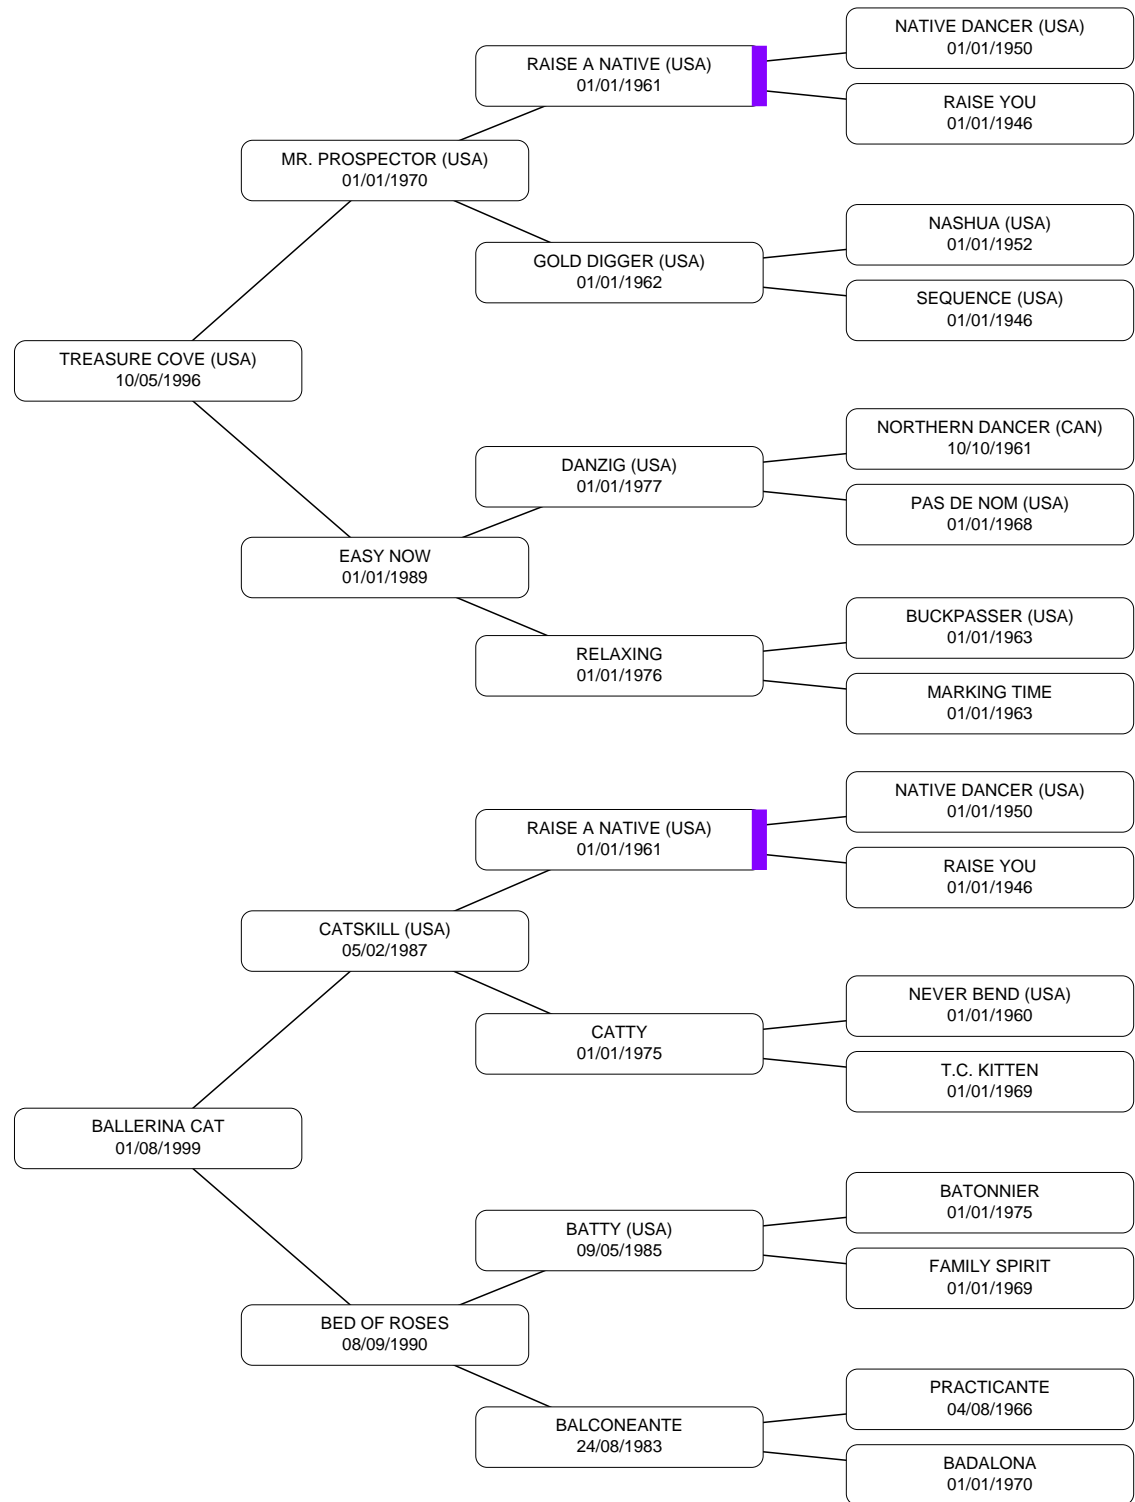 NATIVE DANCER (USA)
01/01/1950
RAISE A NATIVE (USA)
01/01/1961
RAISE YOU
01/01/1946
MR. PROSPECTOR (USA)
01/01/1970
NASHUA (USA)
01/01/1952
GOLD DIGGER (USA)
01/01/1962
SEQUENCE (USA)
01/01/1946
TREASURE COVE (USA)
10/05/1996
NORTHERN DANCER (CAN)
10/10/1961
DANZIG (USA)
01/01/1977
PAS DE NOM (USA)
01/01/1968
EASY NOW
01/01/1989
BUCKPASSER (USA)
01/01/1963
RELAXING
01/01/1976
MARKING TIME
01/01/1963
NATIVE DANCER (USA)
01/01/1950
RAISE A NATIVE (USA)
01/01/1961
RAISE YOU
01/01/1946
CATSKILL (USA)
05/02/1987
NEVER BEND (USA)
01/01/1960
CATTY
01/01/1975
T.C. KITTEN
01/01/1969
BALLERINA CAT
01/08/1999
BATONNIER
01/01/1975
BATTY (USA)
09/05/1985
FAMILY SPIRIT
01/01/1969
BED OF ROSES
08/09/1990
PRACTICANTE
04/08/1966
BALCONEANTE
24/08/1983
BADALONA
01/01/1970